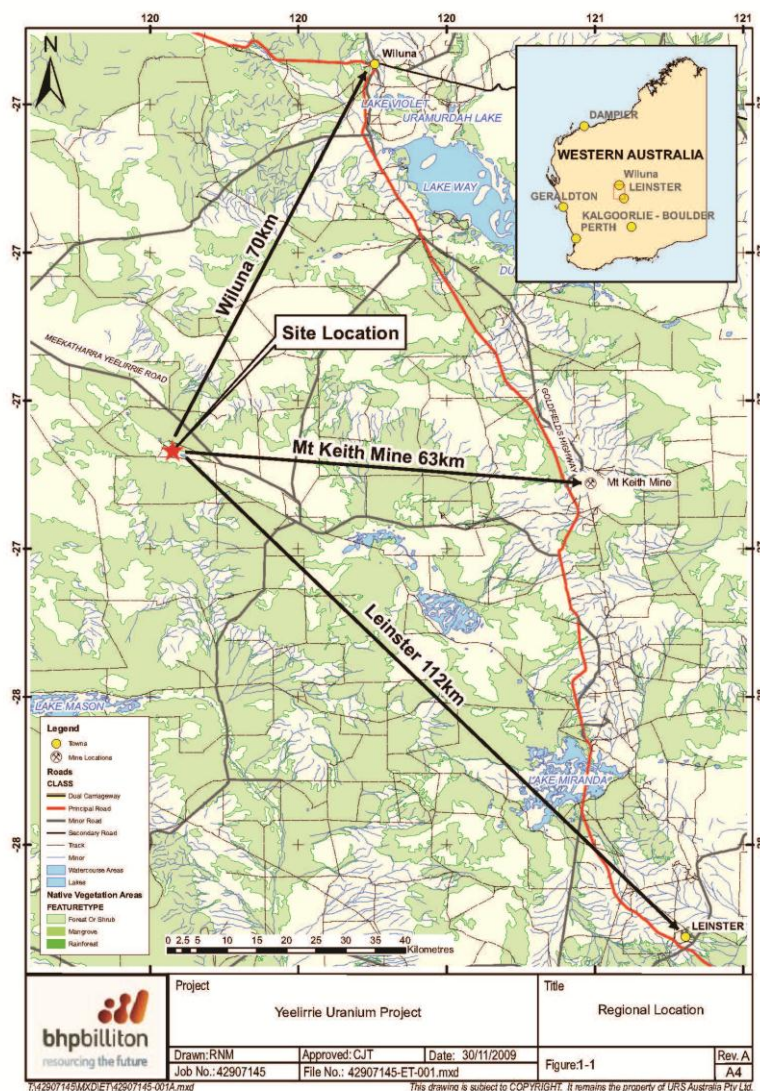 120
120
120
121
121
N
Wiluna
LAKE VIOLET
URAMURDAH LAKE
-27
LAKE WAY
DAMPIER
WESTERN AUSTRALIA
Wiluna
LEINSTER
GERALDTON
KALGOORLIE - BOULDER
PERTH
-27
DU
Wiluna 70km
Site Location
MEEKATHARRA YEELIRRIE ROAD
-27
GOLDFIELDS HIGHWAY
Mt Keith Mine 63km
Mt Keith Mine
-27
Leinster 112km
-28
LAKE MASON
LAKE MIRANDA
-28
LEINSTER
Legend
Towns
Mine Locations
Roads
CLASS
Dual Carriageway
Principal Road
Minor Road
Secondary Road
Track
Minor
Watercourse Areas
Lakes
Native Vegetation Areas
FEATURETYPE
Forest Or Shrub
Mangrove
Rainforest
0 2.5 5 10 15 20 25 30 35 40
Kilometres
bhpbilliton
resourcing the future
Project
Yeelirrie Uranium Project
Title
Regional Location
Drawn:RNM
Approved:CJT
Date: 30/11/2009
Job No.: 42907145
File No.: 42907145-ET-001.mxd
Figure:1-1
Rev. A
A4
T:\42907145\MXD\ET\42907145-001A.mxd
This drawing is subject to COPYRIGHT. It remains the property of URS Australia Pty Ltd.